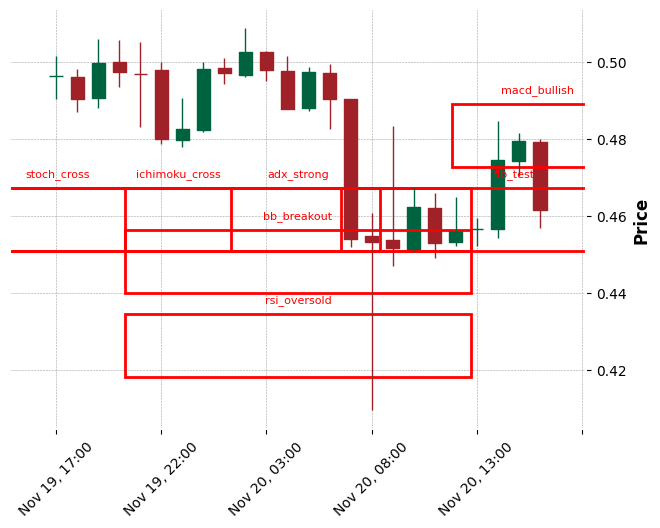 0.50
macd_bullish
0.48
stoch_cross
ichimoku_cross
adx_strong
0.46
bb_breakout
Price
0.44
rsi_oversold
0.42
Nov 19, 17:00
Nov 19, 22:00
Nov 20, 03:00
Nov 20, 08:00
Nov 20, 13:00